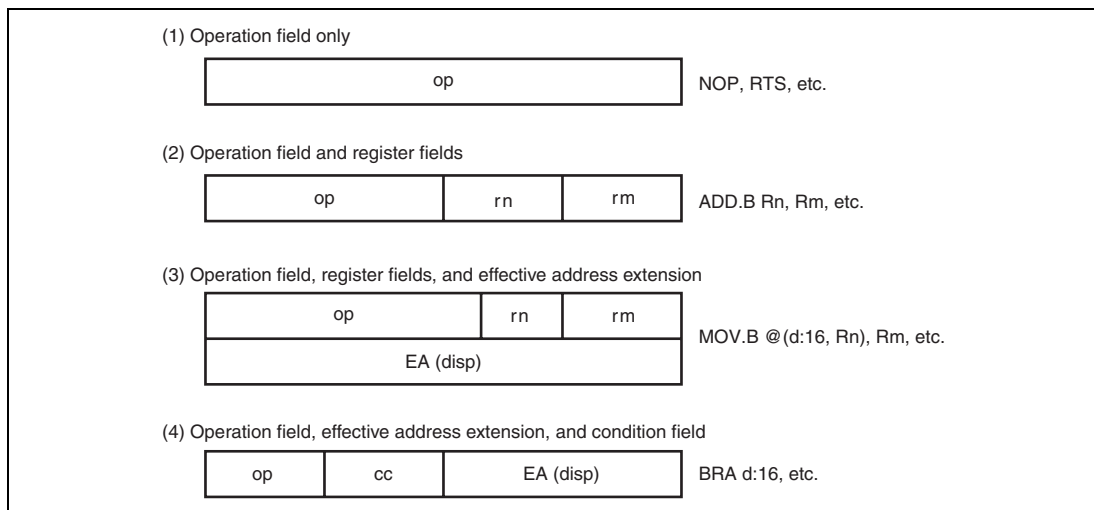 (1) Operation field only
op
NOP, RTS, etc.
(2) Operation field and register fields
op rn rm
ADD.B Rn, Rm, etc.
(3) Operation field, register fields, and effective address extension
op rn rm
MOV.B @(d:16, Rn), Rm, etc.
EA (disp)
(4) Operation field, effective address extension, and condition field
op cc EA (disp)
BRA d:16, etc.